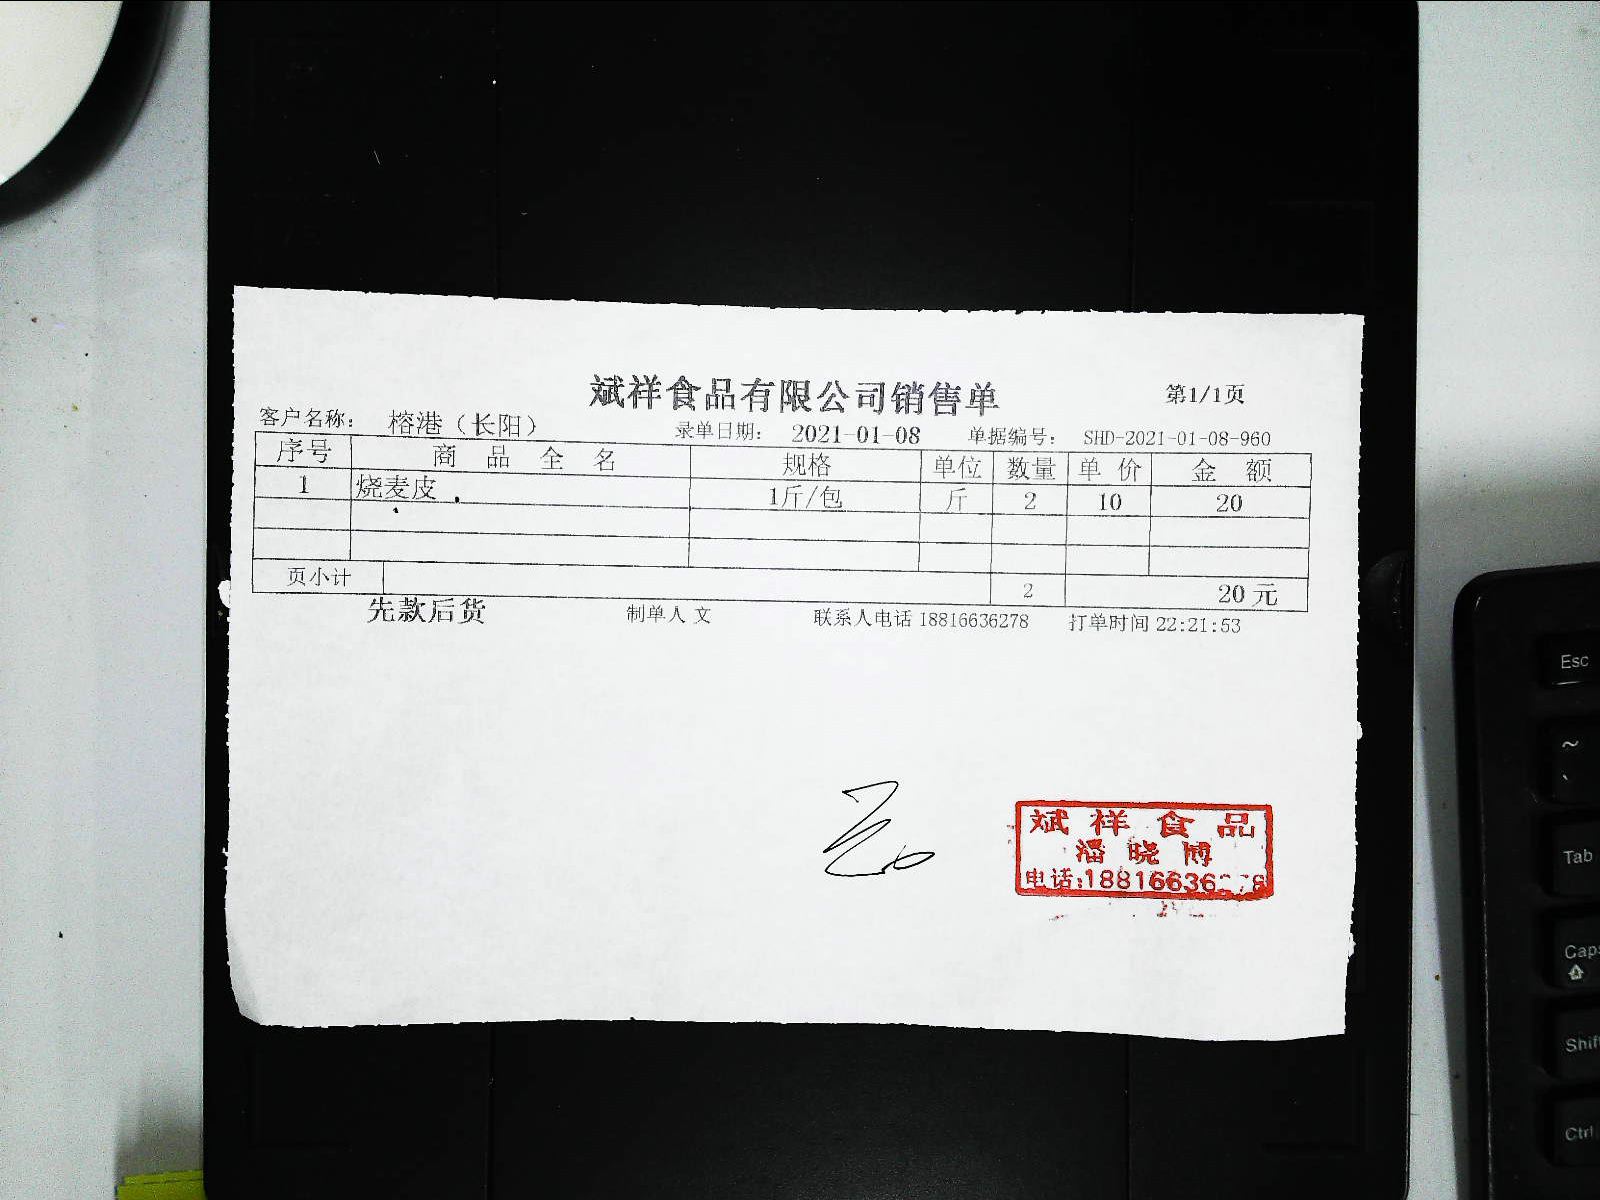 斌祥食品有限公司销售单 第1/1页
客户名称： 榕港（长阳） 录单日期： 2021-01-08 单据编号： SHD-2021-01-08-960
序号 商品全名 规格 单位 数量 单价 金额
1 烧麦皮 1斤/包 斤 2 10 20
页小计 2 20元
先款后货 制单人 文 联系人电话 18816636278 打单时间 22:21:53
斌祥食品
潘晓博
电话:18816636
Esc
~
`
Tab
Caps
Shift
Ctrl